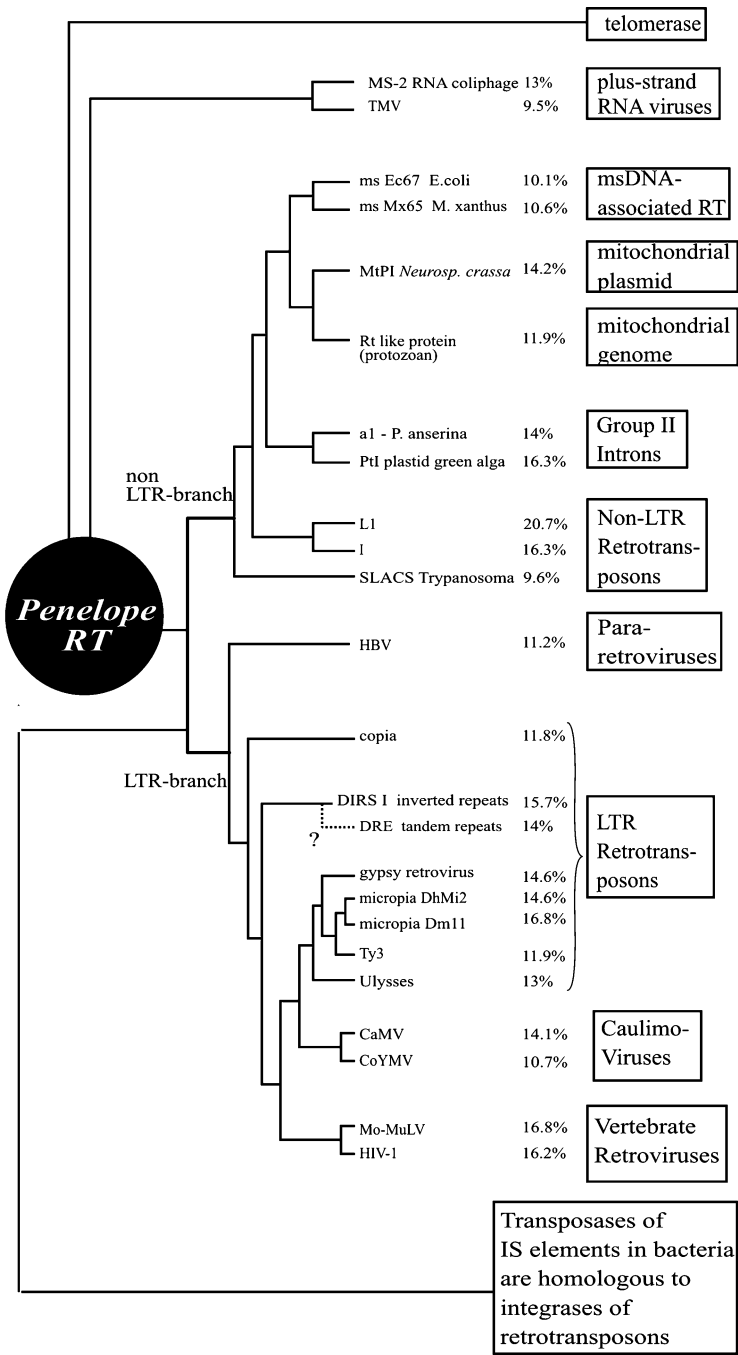 telomerase
MS-2 RNA coliphage 13%
TMV 9.5%
plus-strand
RNA viruses
ms Ec67 E.coli 10.1%
ms Mx65 M. xanthus 10.6%
msDNA-
associated RT
MtPI Neurosp. crassa 14.2%
mitochondrial
plasmid
Rt like protein 11.9%
(protozoan)
mitochondrial
genome
a1 - P. anserina 14%
PtI plastid green alga 16.3%
Group II
Introns
non
LTR-branch
L1 20.7%
I 16.3%
SLACS Trypanosoma 9.6%
Non-LTR
Retrotrans-
posons
Penelope
RT
HBV 11.2%
Para-
retroviruses
LTR-branch
copia 11.8%
DIRS I inverted repeats 15.7%
DRE tandem repeats 14%
?
gypsy retrovirus 14.6%
micropia DhMi2 14.6%
micropia Dm11 16.8%
Ty3 11.9%
Ulysses 13%
LTR
Retrotrans-
posons
CaMV 14.1%
CoYMV 10.7%
Caulimo-
Viruses
Mo-MuLV 16.8%
HIV-1 16.2%
Vertebrate
Retroviruses
Transposases of
IS elements in bacteria
are homologous to
integrases of
retrotransposons